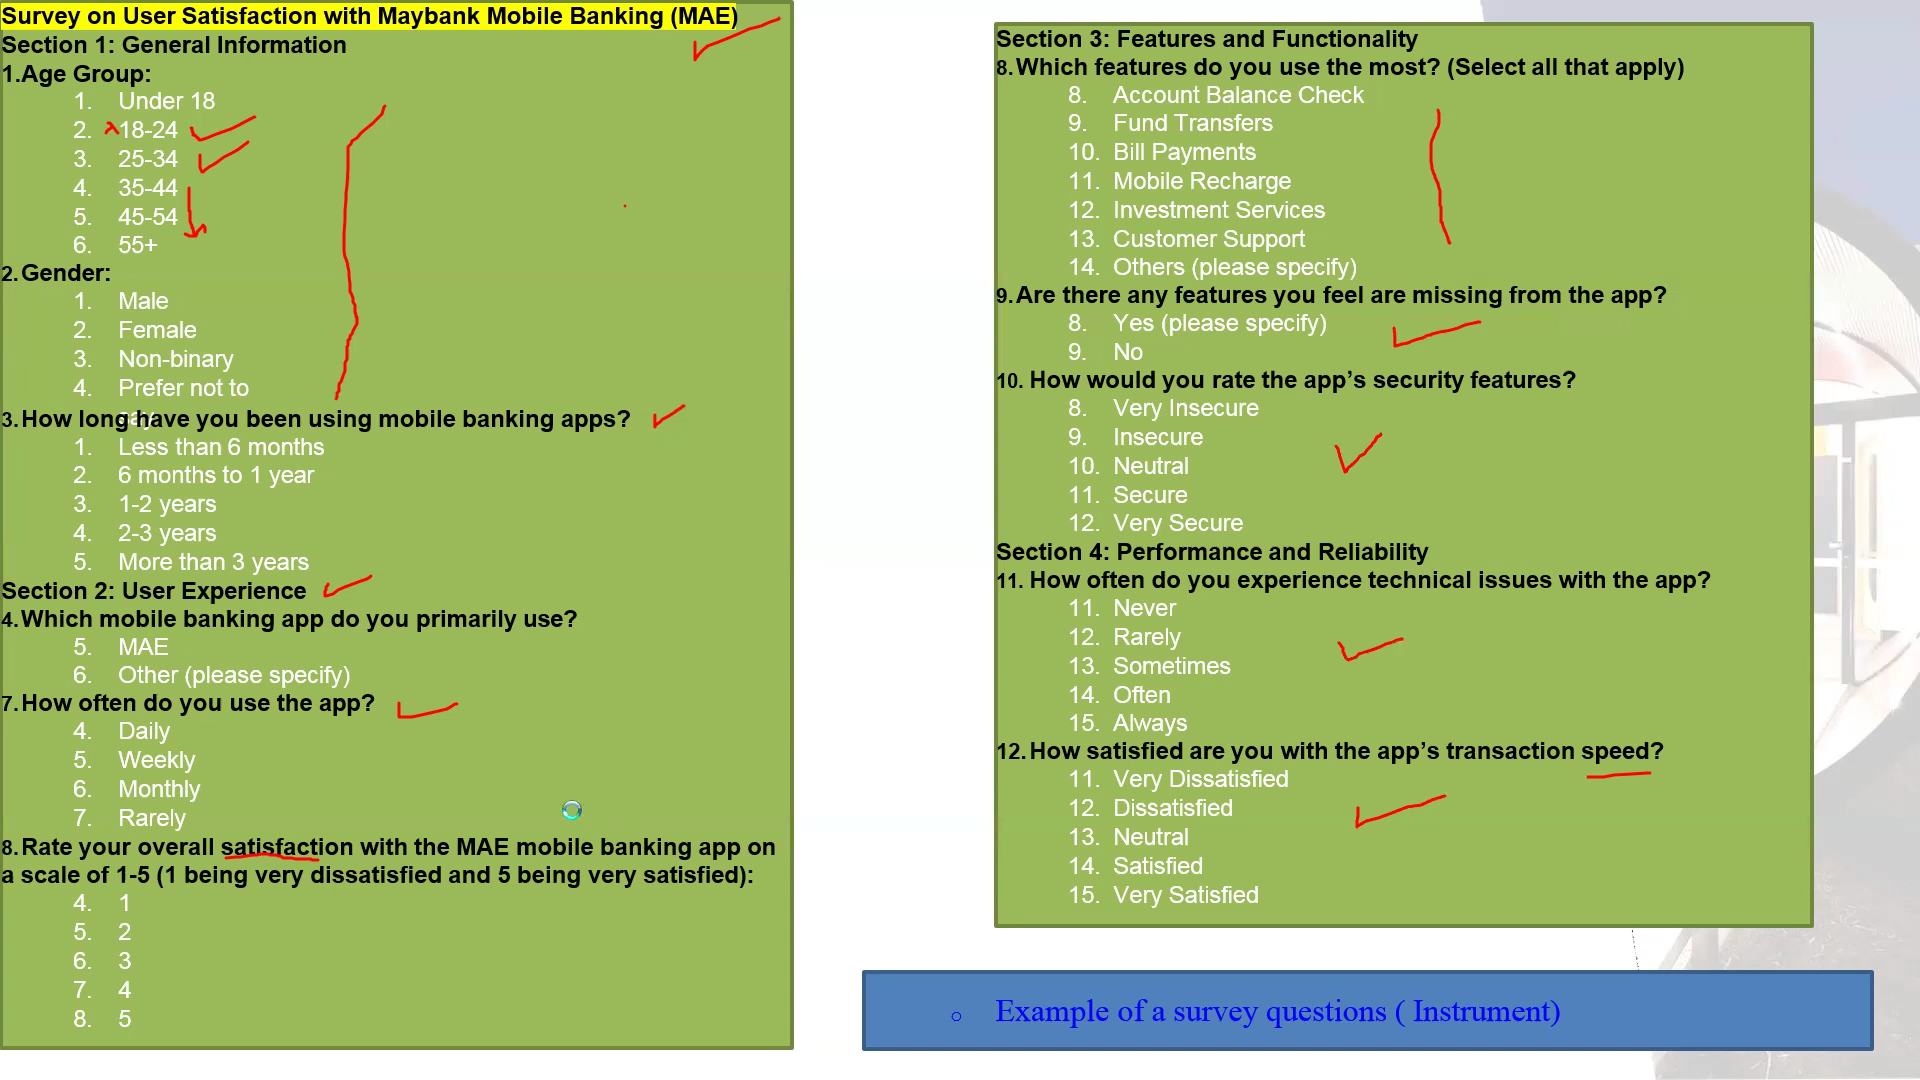 Survey on User Satisfaction with Maybank Mobile Banking (MAE)
Section 1: General Information
1.Age Group:
1. Under 18
2. 18-24
3. 25-34
4. 35-44
5. 45-54
6. 55+
2.Gender:
1. Male
2. Female
3. Non-binary
4. Prefer not to
say
3.How long have you been using mobile banking apps?
1. Less than 6 months
2. 6 months to 1 year
3. 1-2 years
4. 2-3 years
5. More than 3 years
Section 2: User Experience
4.Which mobile banking app do you primarily use?
5. MAE
6. Other (please specify)
7.How often do you use the app?
4. Daily
5. Weekly
6. Monthly
7. Rarely
8.Rate your overall satisfaction with the MAE mobile banking app on
a scale of 1-5 (1 being very dissatisfied and 5 being very satisfied):
4. 1
5. 2
6. 3
7. 4
8. 5
Section 3: Features and Functionality
8.Which features do you use the most? (Select all that apply)
8. Account Balance Check
9. Fund Transfers
10. Bill Payments
11. Mobile Recharge
12. Investment Services
13. Customer Support
14. Others (please specify)
9.Are there any features you feel are missing from the app?
8. Yes (please specify)
9. No
10. How would you rate the app’s security features?
8. Very Insecure
9. Insecure
10. Neutral
11. Secure
12. Very Secure
Section 4: Performance and Reliability
11. How often do you experience technical issues with the app?
11. Never
12. Rarely
13. Sometimes
14. Often
15. Always
12.How satisfied are you with the app’s transaction speed?
11. Very Dissatisfied
12. Dissatisfied
13. Neutral
14. Satisfied
15. Very Satisfied
Example of a survey questions ( Instrument)